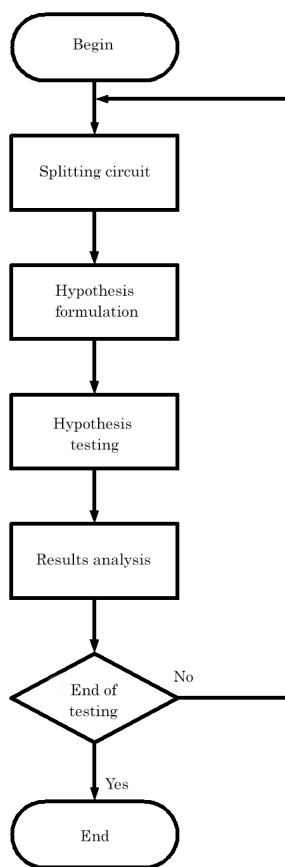 Begin
Splitting circuit
Hypothesis
formulation
Hypothesis
testing
Results analysis
End of
testing
No
Yes
End